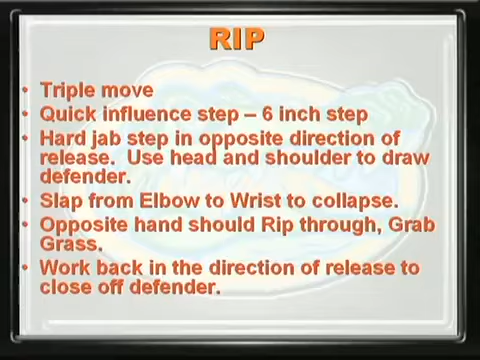 RIP
• Triple move
• Quick influence step – 6 inch step
• Hard jab step in opposite direction of
release.  Use head and shoulder to draw
defender.
• Slap from Elbow to Wrist to collapse.
• Opposite hand should Rip through, Grab
Grass.
• Work back in the direction of release to
close off defender.